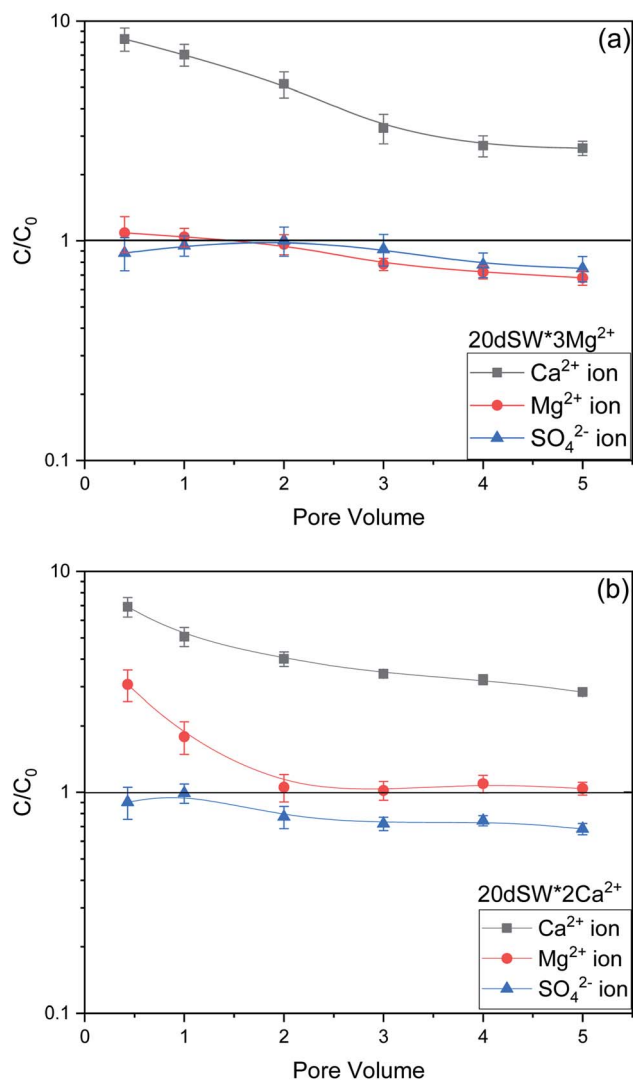 (a)
10
1
0.1
C/C₀
20dSW*3Mg²⁺
Ca²⁺ ion
Mg²⁺ ion
SO₄²⁻ ion
0 1 2 3 4 5
Pore Volume
(b)
10
1
0.1
C/C₀
20dSW*2Ca²⁺
Ca²⁺ ion
Mg²⁺ ion
SO₄²⁻ ion
0 1 2 3 4 5
Pore Volume